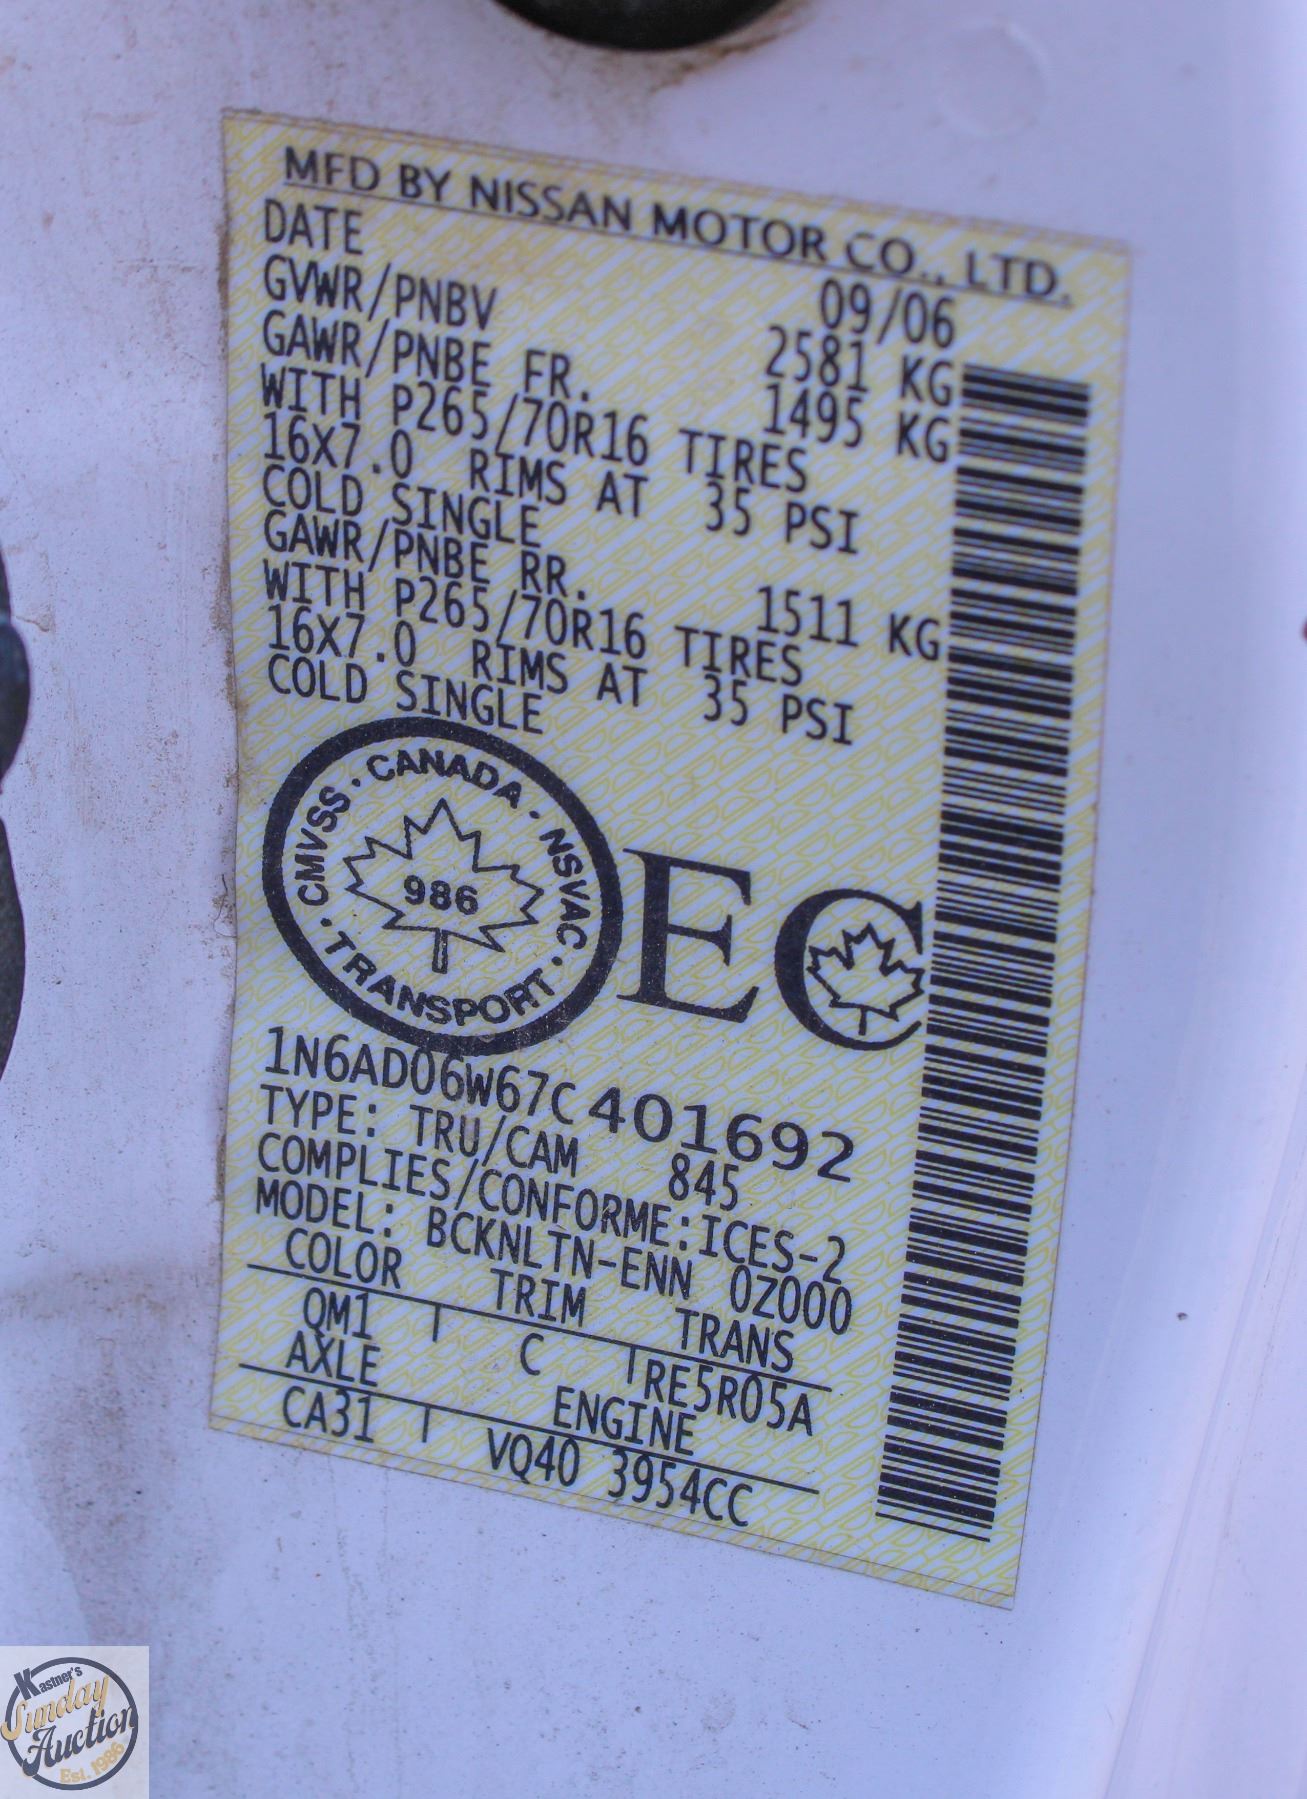 MFD BY NISSAN MOTOR CO., LTD.
DATE 09/06
GVWR/PNBV 2581 KG
GAWR/PNBE FR. 1495 KG
WITH P265/70R16 TIRES
16X7.0 RIMS AT 35 PSI
COLD SINGLE
GAWR/PNBE RR. 1511 KG
WITH P265/70R16 TIRES
16X7.0 RIMS AT 35 PSI
COLD SINGLE
CMVSS · CANADA · NSVAC · TRANSPORT ·
986
EC
1N6AD06W67C401692
TYPE: TRU/CAM 845
COMPLIES/CONFORME:ICES-2
MODEL: BCKNLTN-ENN 0Z000
COLOR TRIM TRANS
QM1 C RE5R05A
AXLE ENGINE
CA31 VQ40 3954CC
Kastner's
Sunday
Auction
Est. 1986